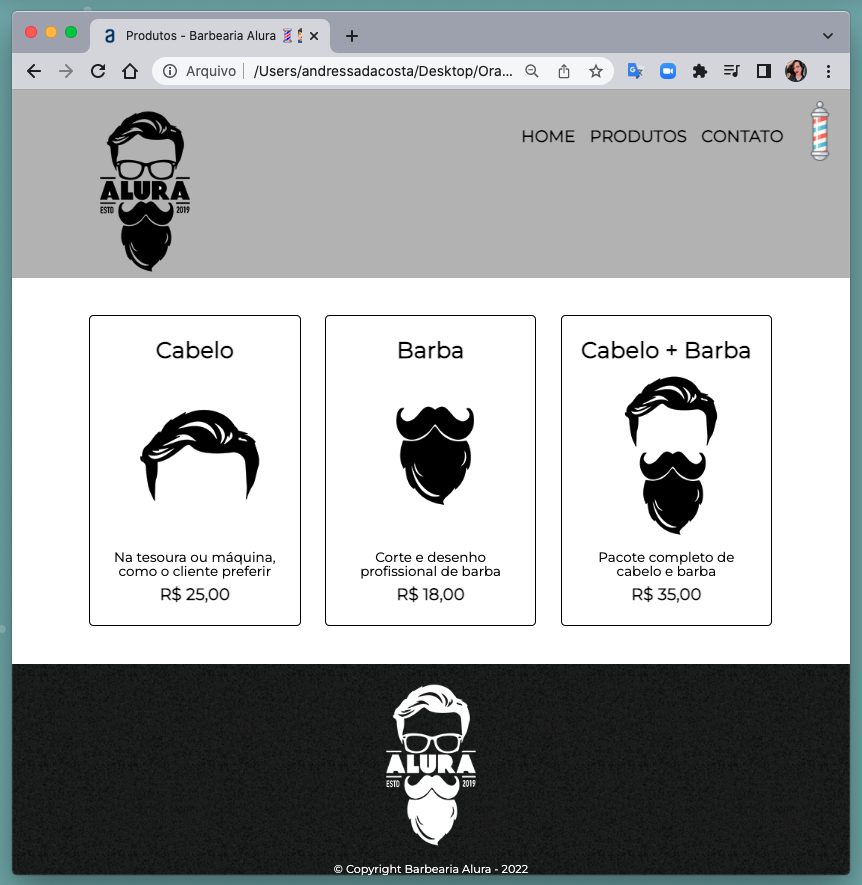 Produtos - Barbearia Alura
Arquivo
/Users/andressadacosta/Desktop/Ora...
HOME PRODUTOS CONTATO
ALURA
ESTD 2019
Cabelo
Na tesoura ou máquina,
como o cliente preferir
R$ 25,00
Barba
Corte e desenho
profissional de barba
R$ 18,00
Cabelo + Barba
Pacote completo de
cabelo e barba
R$ 35,00
ALURA
ESTD 2019
© Copyright Barbearia Alura - 2022